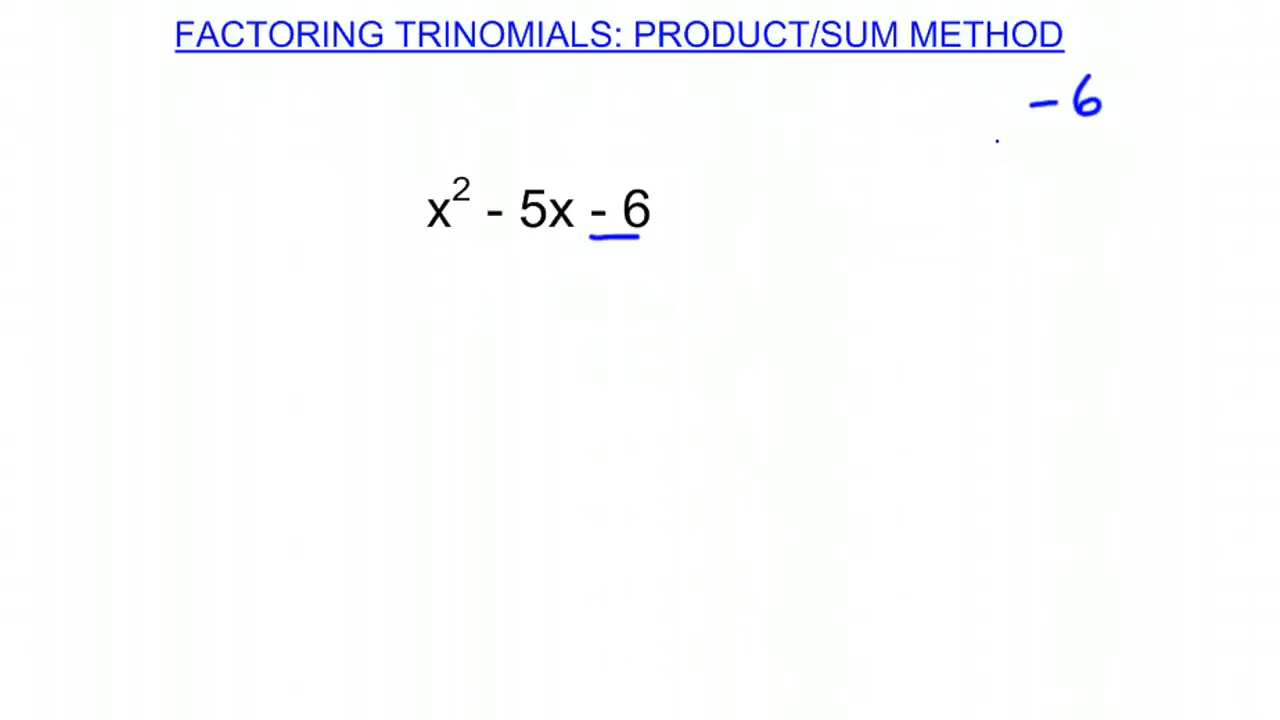 FACTORING TRINOMIALS: PRODUCT/SUM METHOD
- 6
x² - 5x - 6